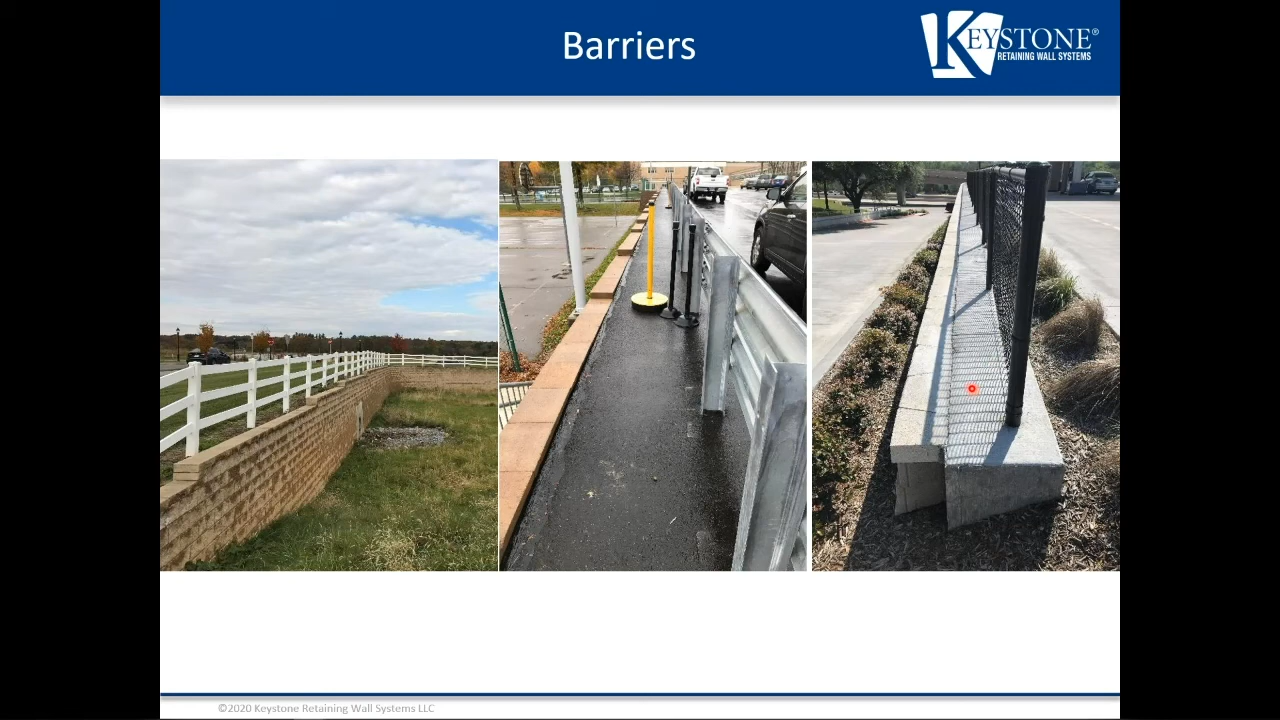 Barriers
KEYSTONE®
RETAINING WALL SYSTEMS
©2020 Keystone Retaining Wall Systems LLC